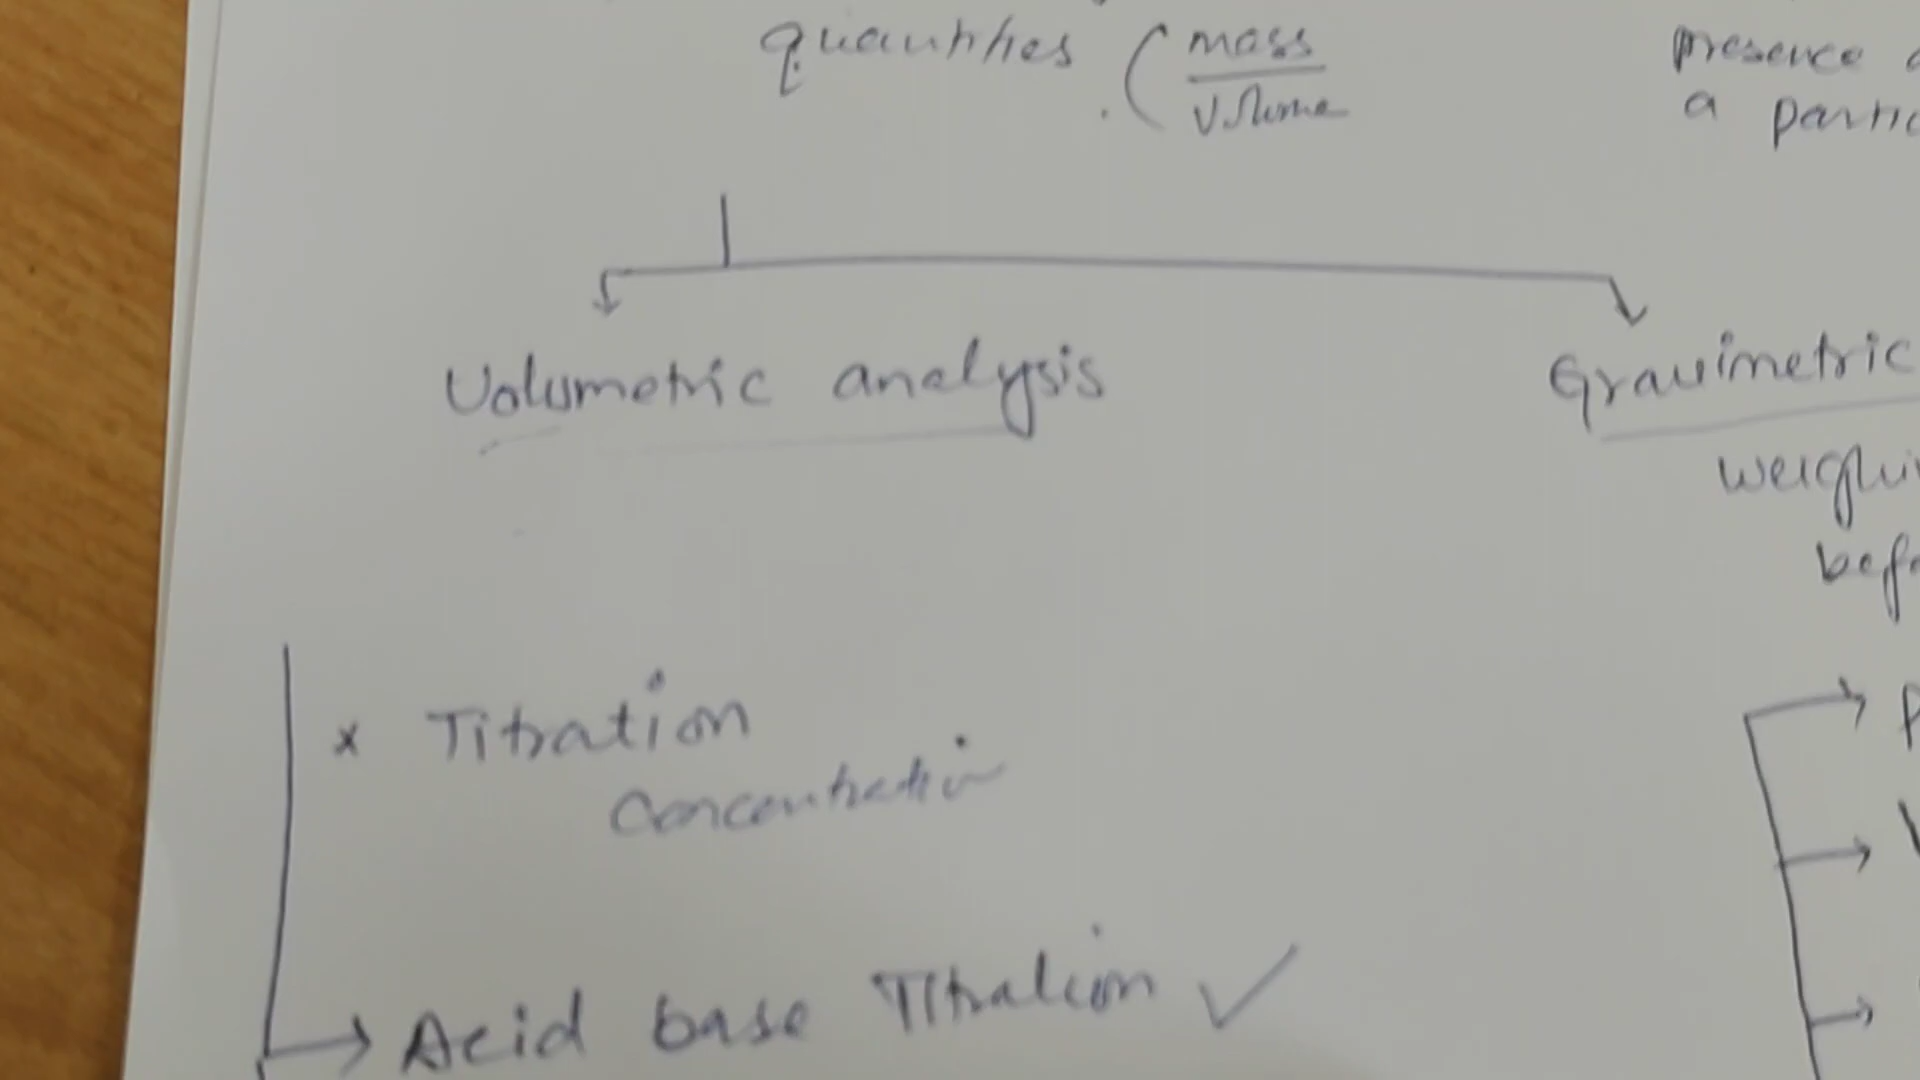 quantities. (mass
volume
presence
a
Volumetric analysis
Gravimetric
x Titration
Concentration
Acid base Titration ✓